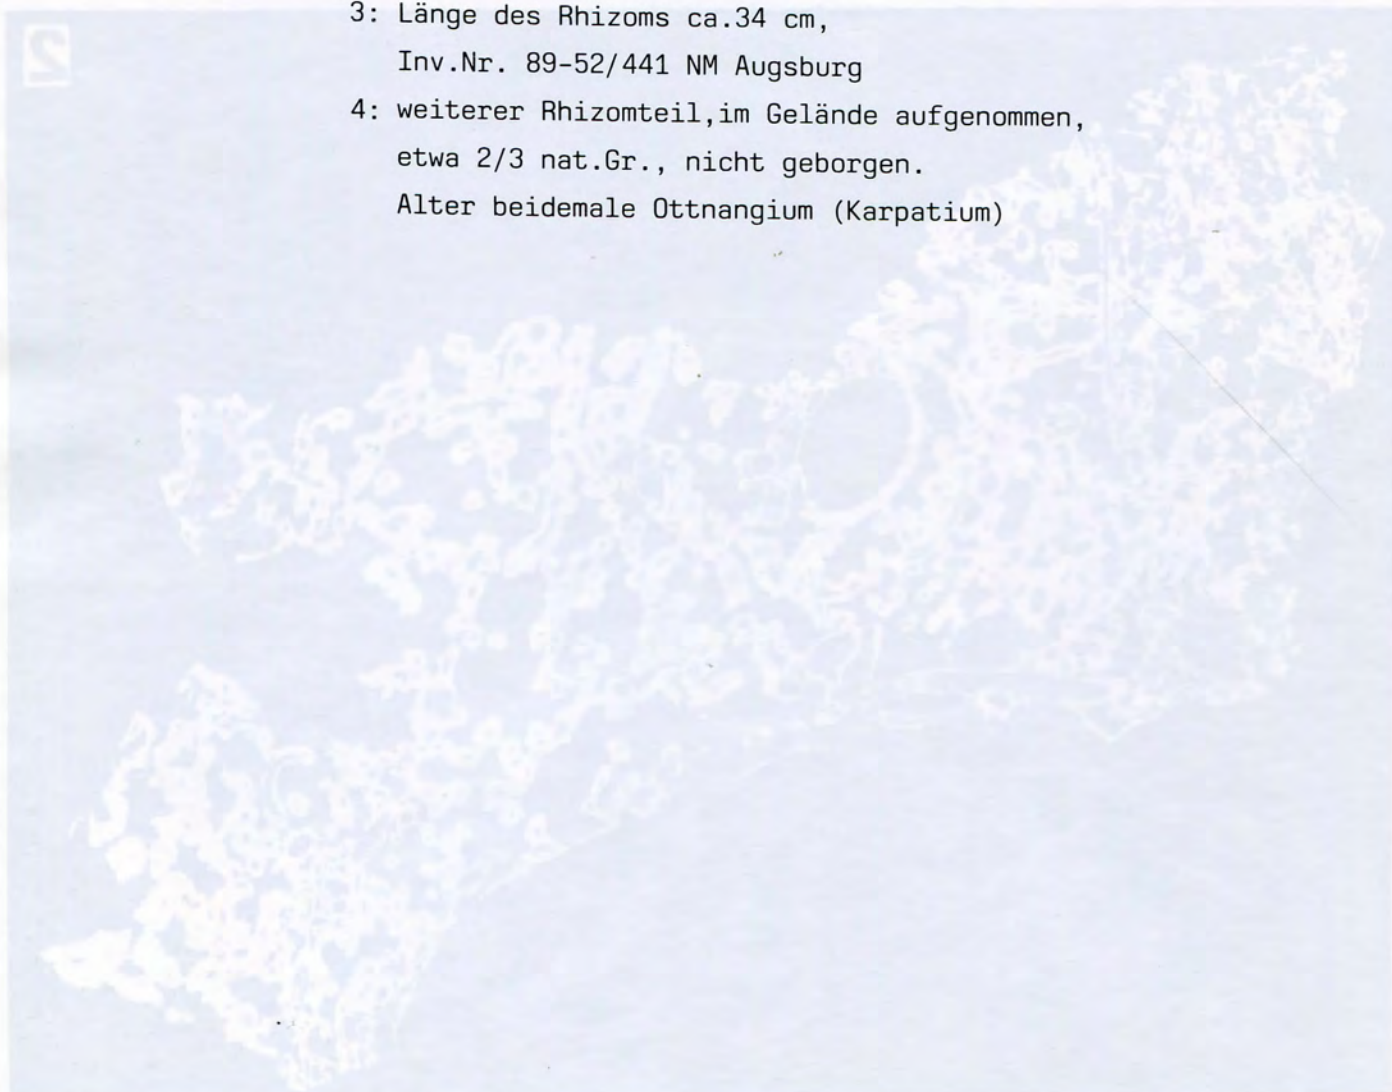 3: Länge des Rhizoms ca.34 cm,
Inv.Nr. 89-52/441 NM Augsburg
4: weiterer Rhizomteil,im Gelände aufgenommen,
etwa 2/3 nat.Gr., nicht geborgen.
Alter beidemale Ottnangium (Karpatium)
2